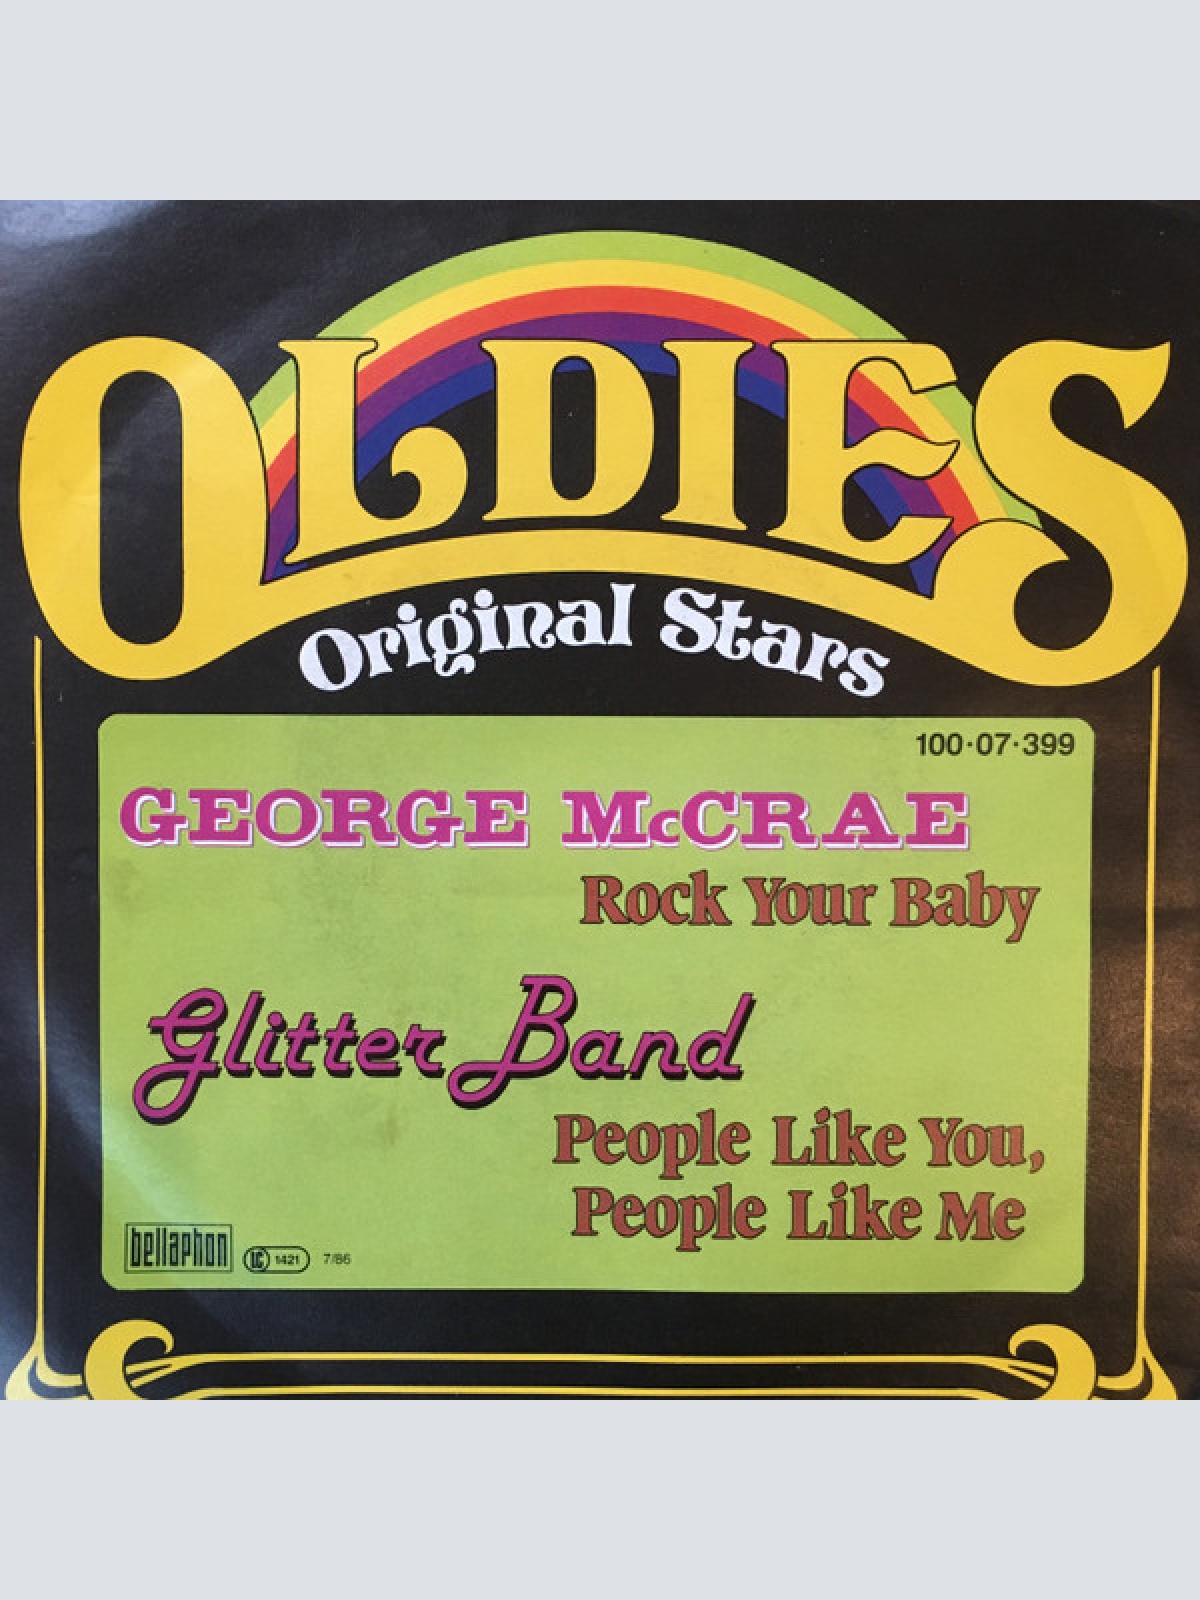 OLDIES
Original Stars
100·07·399
GEORGE McCRAE
Rock Your Baby
Glitter Band
People Like You,
People Like Me
bellaphon LC 1421 7/86